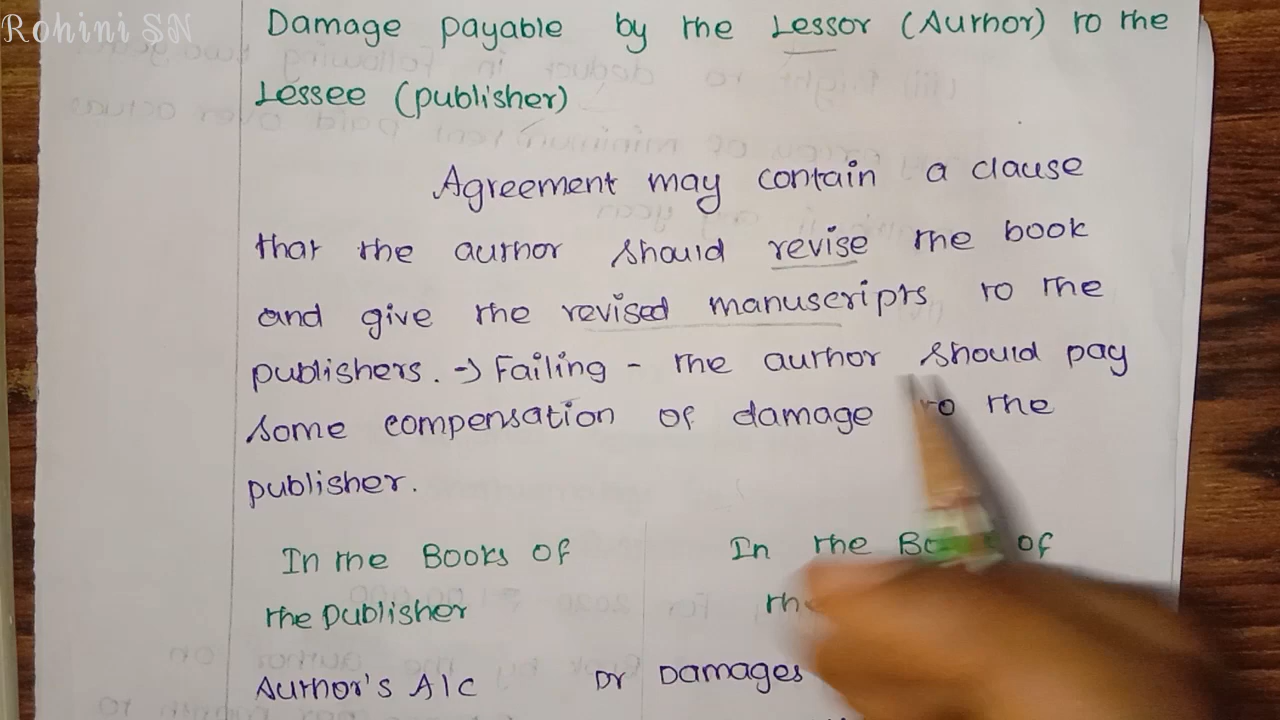 Rohini SN
Damage payable by the Lessor (Author) to the
Lessee (publisher)
Agreement may contain a clause
that the author should revise the book
and give the revised manuscripts to the
publishers. → Failing - the author should pay
some compensation of damage to the
publisher.
In the Books of
the publisher
In the of
Author's A/c Dr
Damages